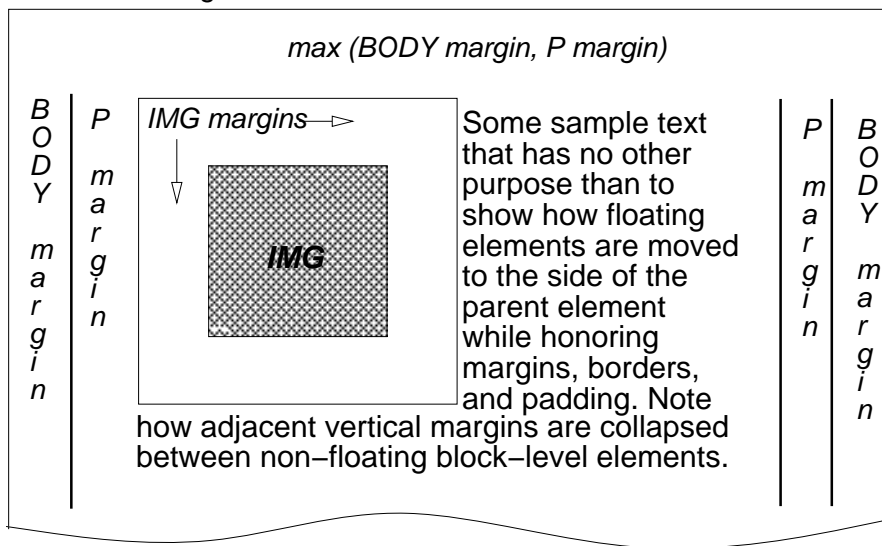 max (BODY margin, P margin)
BODY margin
P margin
IMG margins
IMG
Some sample text
that has no other
purpose than to
show how floating
elements are moved
to the side of the
parent element
while honoring
margins, borders,
and padding. Note
how adjacent vertical margins are collapsed
between non–floating block–level elements.
P margin
BODY margin